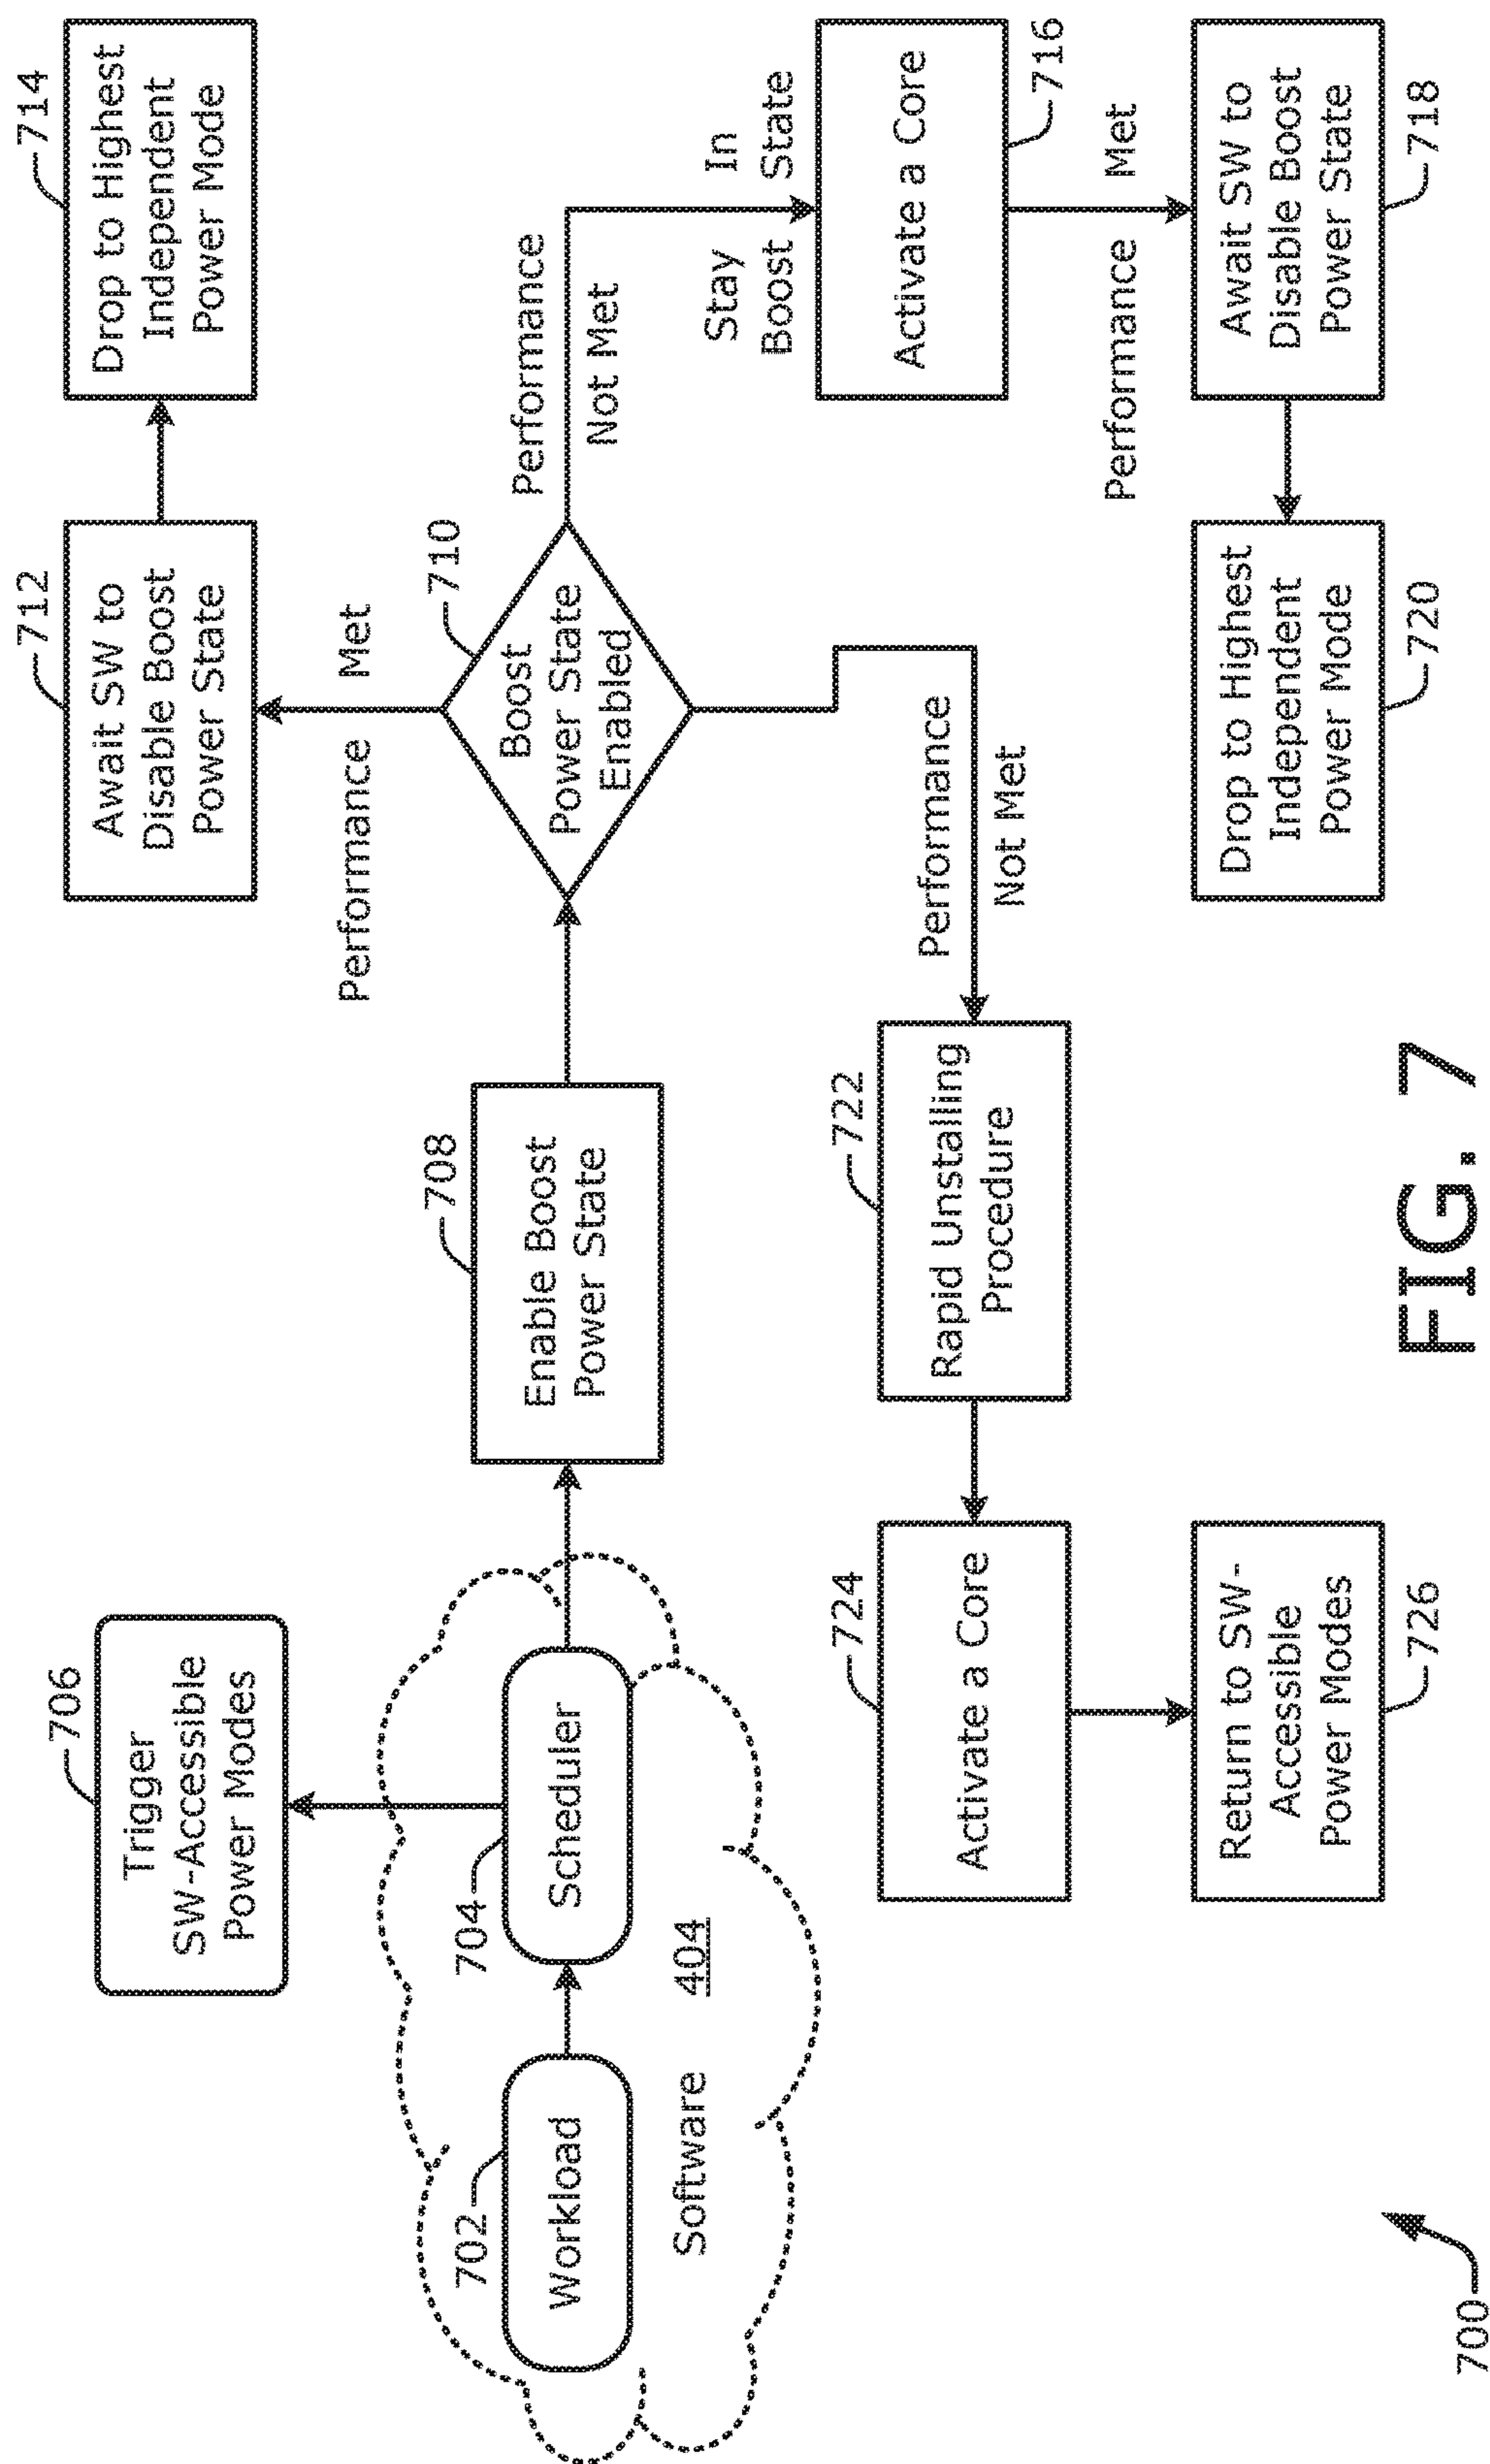 706
Trigger
SW-Accessible
Power Modes
712
Await SW to
Disable Boost
Power State
714
Drop to Highest
Independent
Power Mode
Performance Met
702
Workload
704
Scheduler
Software 404
708
Enable Boost
Power State
710
Boost
Power State
Enabled
Performance
Not Met
Stay In
Boost State
Activate a Core
716
Performance
Not Met
722
Rapid Unstalling
Procedure
724
Activate a Core
Performance Met
Return to SW-
Accessible
Power Modes
726
Drop to Highest
Independent
Power Mode
720
Await SW to
Disable Boost
Power State
718
700
FIG. 7